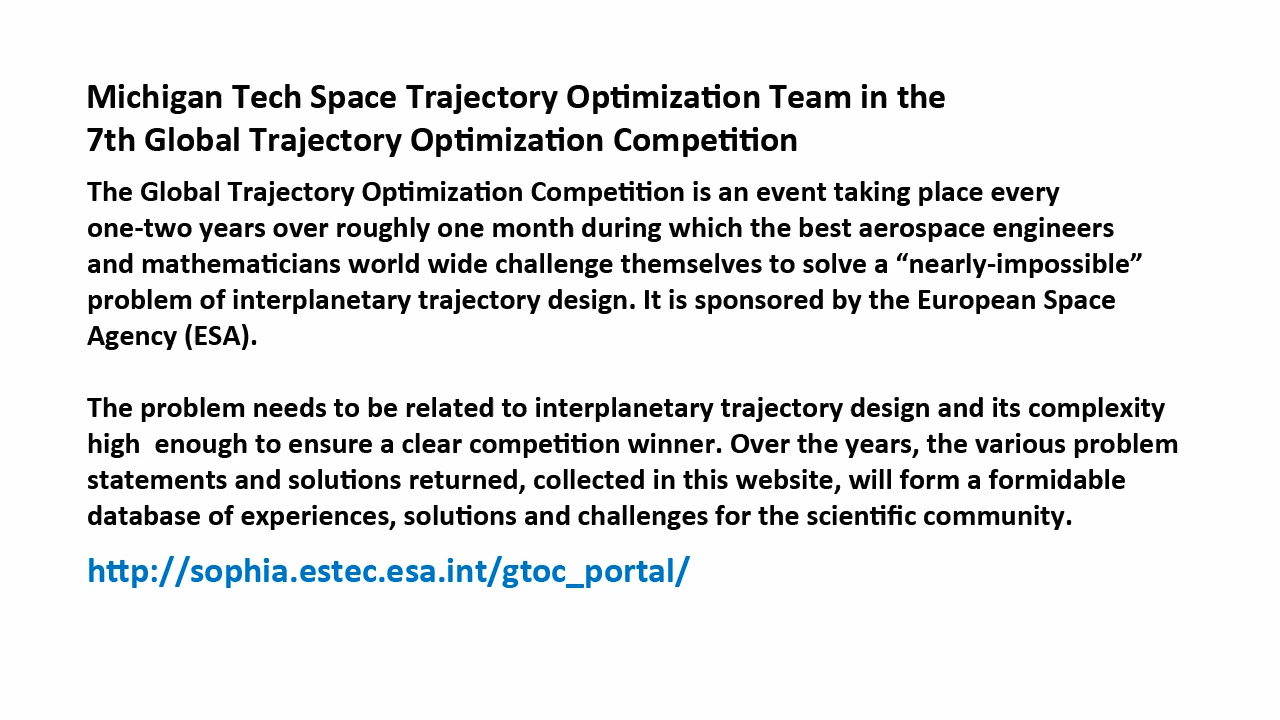 Michigan Tech Space Trajectory Optimization Team in the
7th Global Trajectory Optimization Competition
The Global Trajectory Optimization Competition is an event taking place every
one-two years over roughly one month during which the best aerospace engineers
and mathematicians world wide challenge themselves to solve a “nearly-impossible”
problem of interplanetary trajectory design. It is sponsored by the European Space
Agency (ESA).
The problem needs to be related to interplanetary trajectory design and its complexity
high  enough to ensure a clear competition winner. Over the years, the various problem
statements and solutions returned, collected in this website, will form a formidable
database of experiences, solutions and challenges for the scientific community.
http://sophia.estec.esa.int/gtoc_portal/